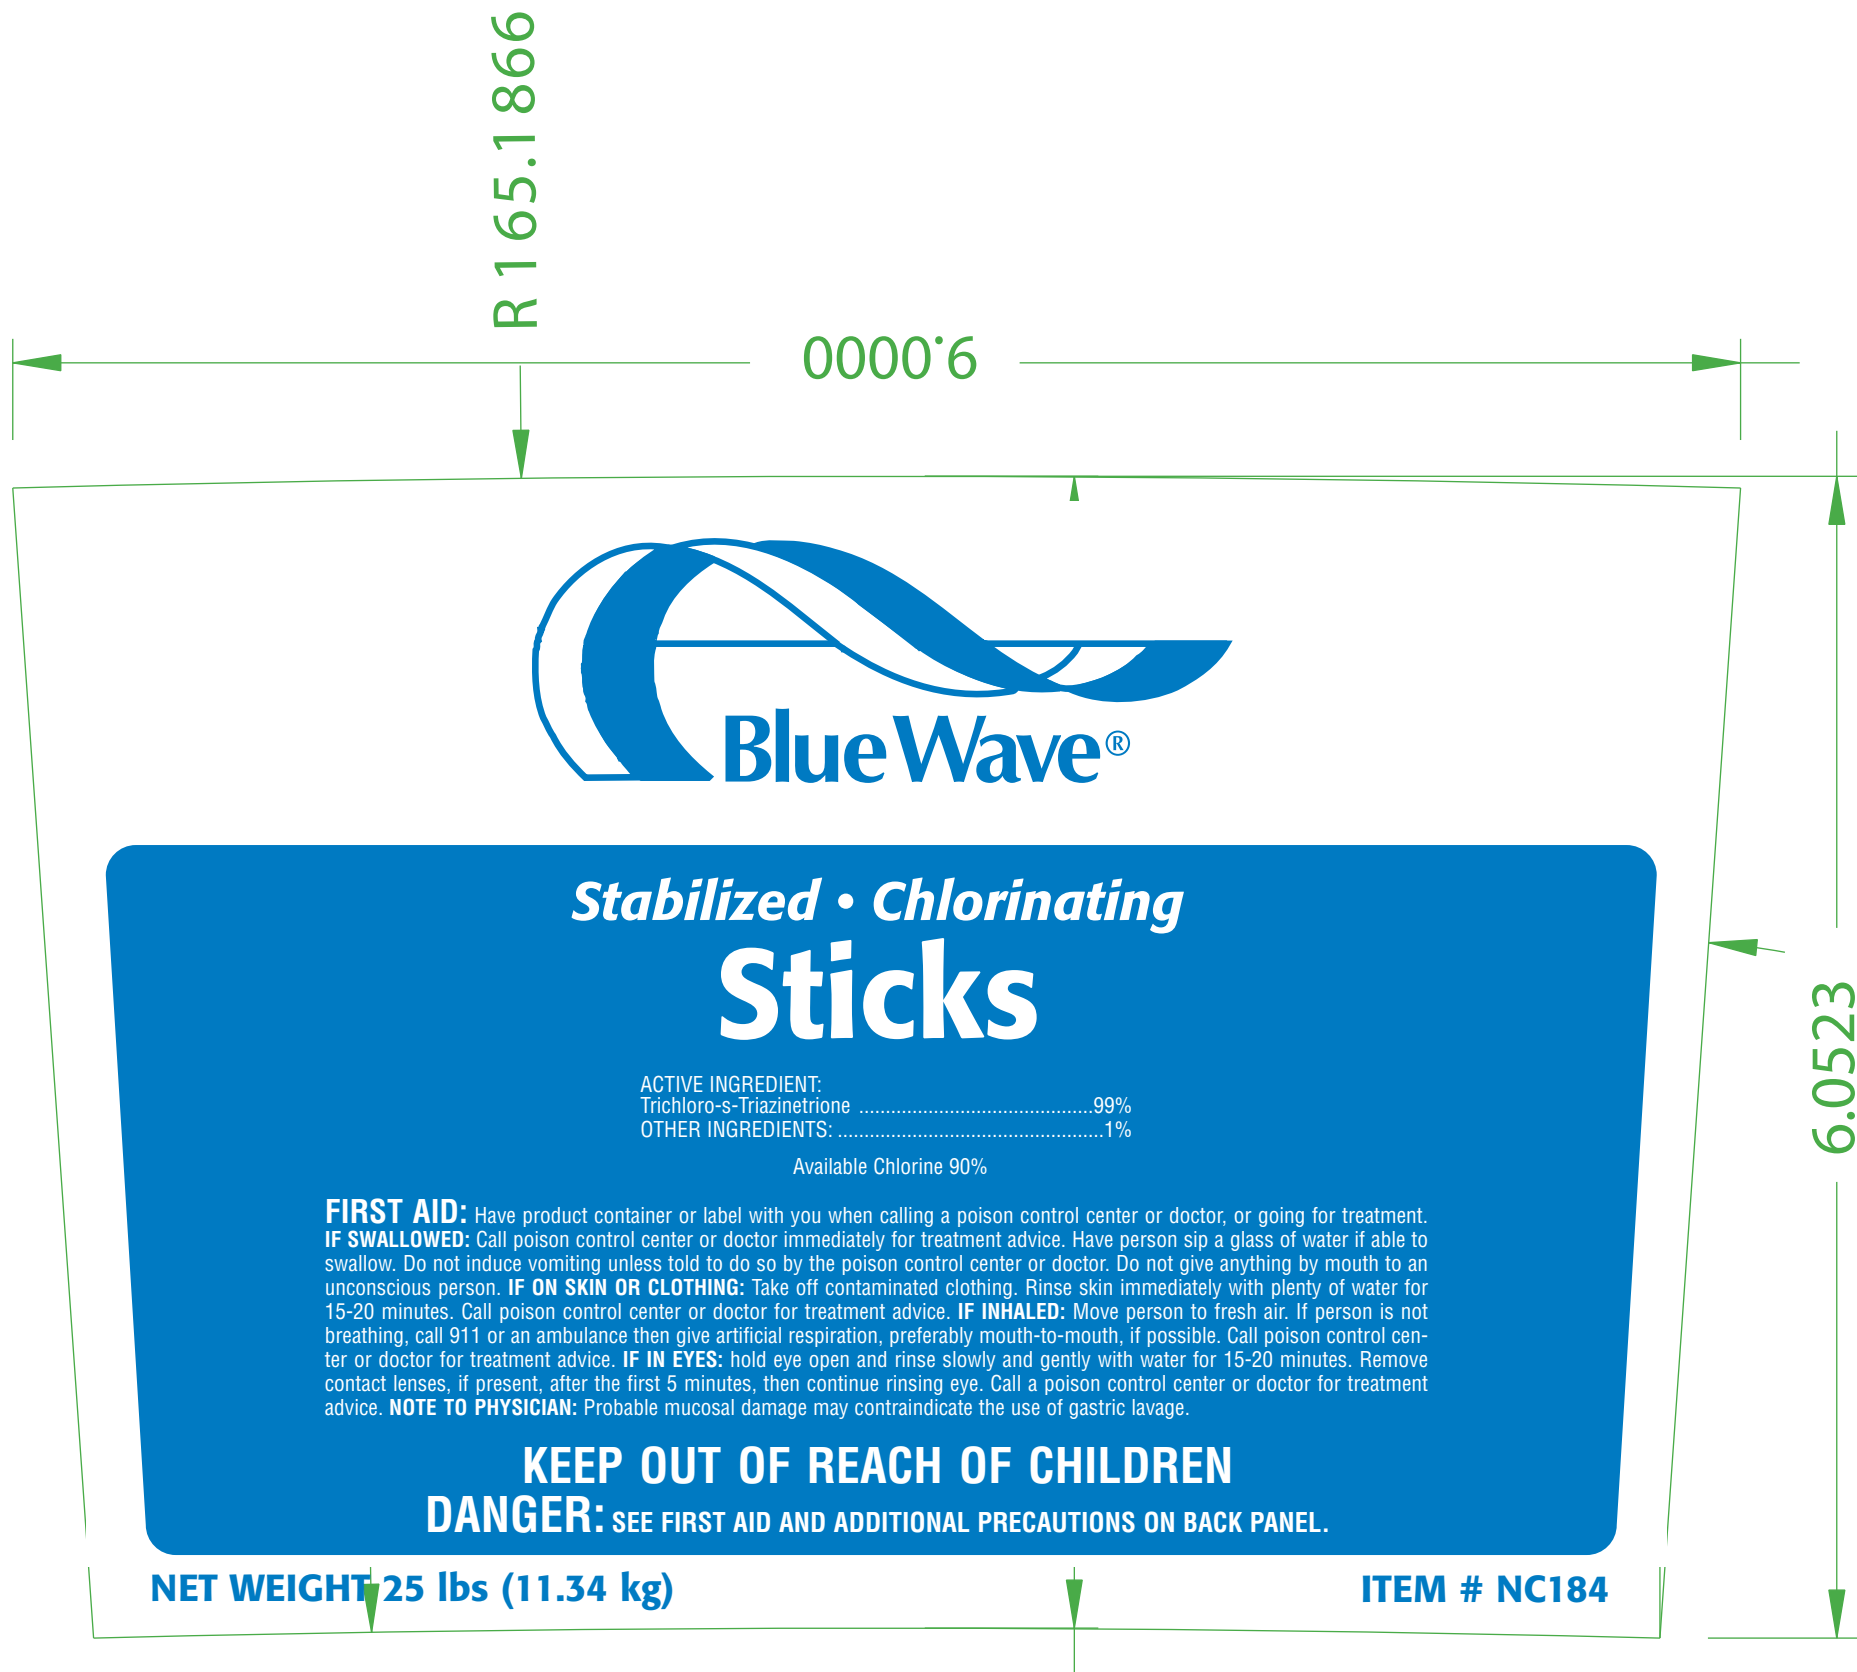 R 165.1866
9.0000
Blue Wave®
Stabilized • Chlorinating
Sticks
ACTIVE INGREDIENT:
Trichloro-s-Triazinetrione ............................................99%
OTHER INGREDIENTS: ..................................................1%
Available Chlorine 90%
6.0523
FIRST AID: Have product container or label with you when calling a poison control center or doctor, or going for treatment.
IF SWALLOWED: Call poison control center or doctor immediately for treatment advice. Have person sip a glass of water if able to
swallow. Do not induce vomiting unless told to do so by the poison control center or doctor. Do not give anything by mouth to an
unconscious person. IF ON SKIN OR CLOTHING: Take off contaminated clothing. Rinse skin immediately with plenty of water for
15-20 minutes. Call poison control center or doctor for treatment advice. IF INHALED: Move person to fresh air. If person is not
breathing, call 911 or an ambulance then give artificial respiration, preferably mouth-to-mouth, if possible. Call poison control cen-
ter or doctor for treatment advice. IF IN EYES: hold eye open and rinse slowly and gently with water for 15-20 minutes. Remove
contact lenses, if present, after the first 5 minutes, then continue rinsing eye. Call a poison control center or doctor for treatment
advice. NOTE TO PHYSICIAN: Probable mucosal damage may contraindicate the use of gastric lavage.
KEEP OUT OF REACH OF CHILDREN
DANGER: SEE FIRST AID AND ADDITIONAL PRECAUTIONS ON BACK PANEL.
NET WEIGHT 25 lbs (11.34 kg)
ITEM # NC184